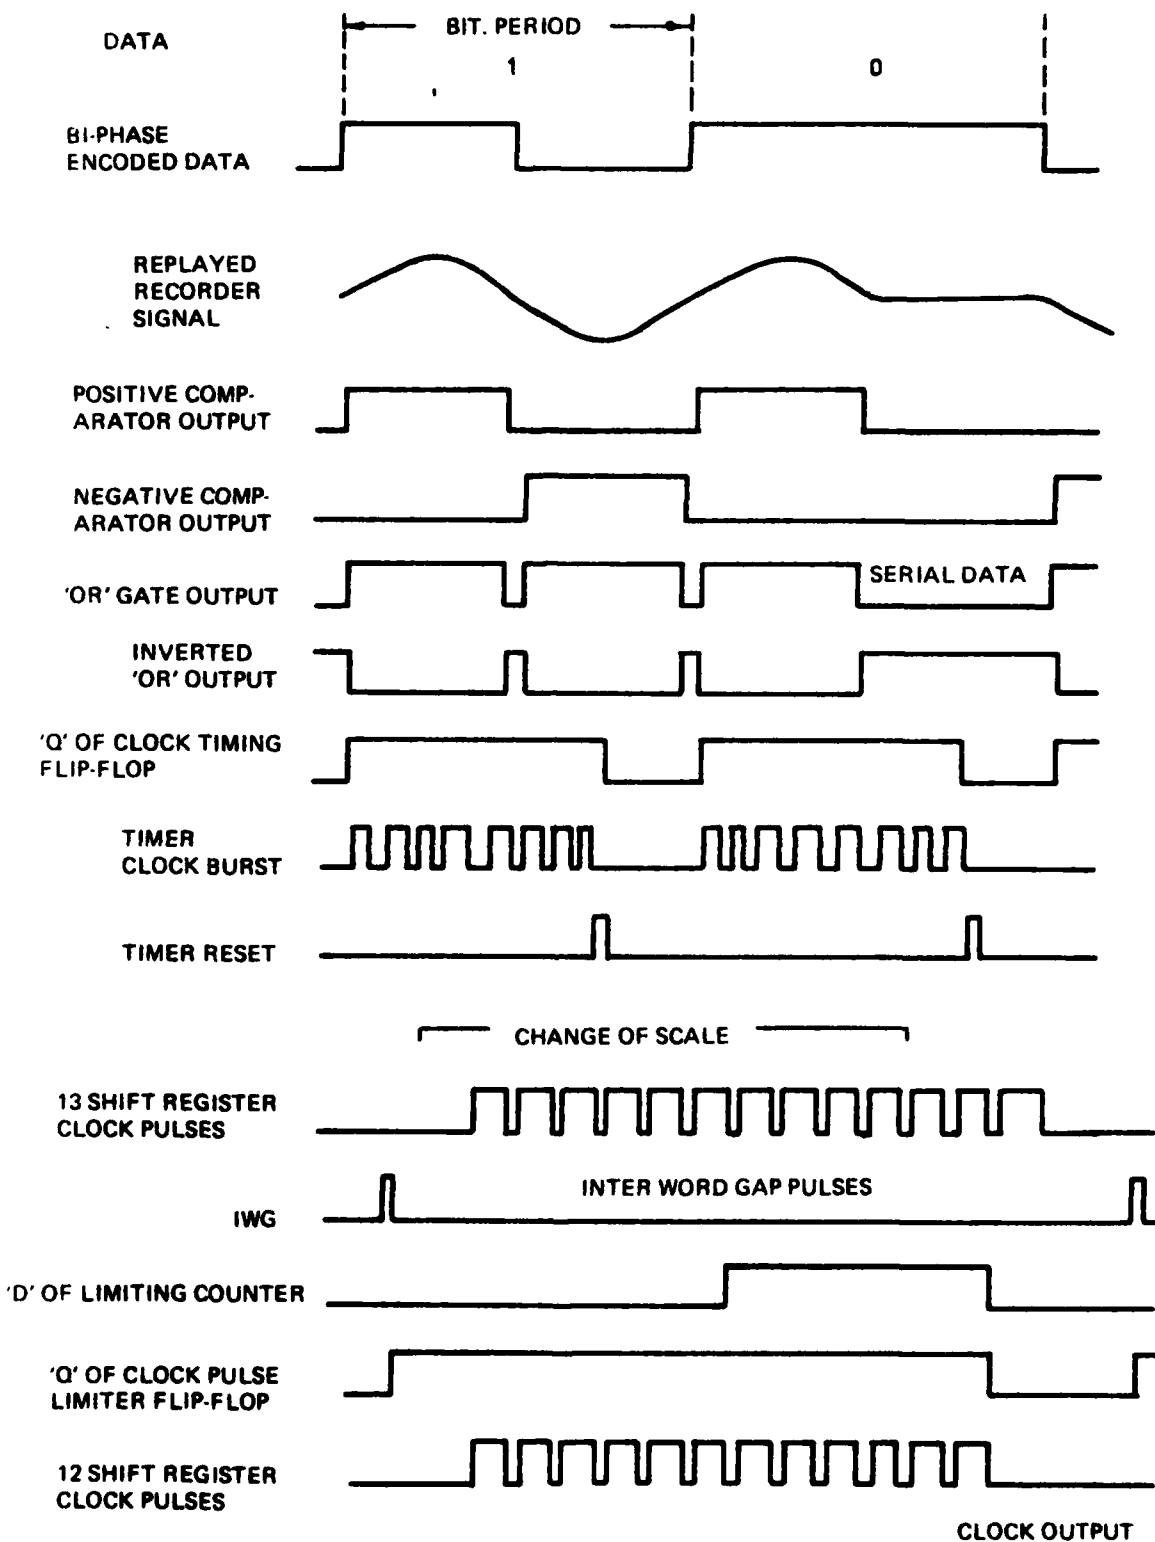 BIT. PERIOD
DATA
1
0
BI-PHASE
ENCODED DATA
REPLAYED
RECORDER
SIGNAL
POSITIVE COMP-
ARATOR OUTPUT
NEGATIVE COMP-
ARATOR OUTPUT
'OR' GATE OUTPUT
SERIAL DATA
INVERTED
'OR' OUTPUT
'Q' OF CLOCK TIMING
FLIP-FLOP
TIMER
CLOCK BURST
TIMER RESET
CHANGE OF SCALE
13 SHIFT REGISTER
CLOCK PULSES
INTER WORD GAP PULSES
IWG
'D' OF LIMITING COUNTER
'Q' OF CLOCK PULSE
LIMITER FLIP-FLOP
12 SHIFT REGISTER
CLOCK PULSES
CLOCK OUTPUT